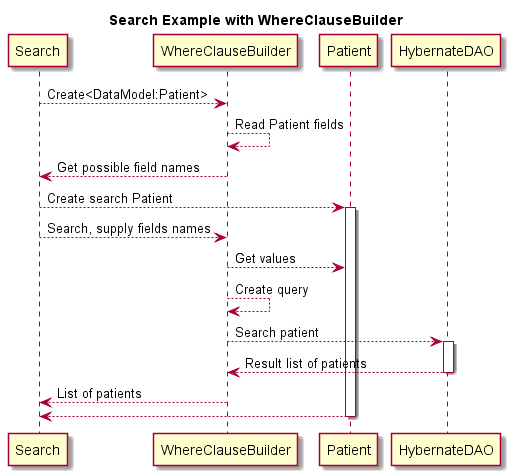 Search Example with WhereClauseBuilder
Search WhereClauseBuilder Patient HybernateDAO
Create<DataModel:Patient>
Read Patient fields
Get possible field names
Create search Patient
Search, supply fields names
Get values
Create query
Search patient
Result list of patients
List of patients
Search WhereClauseBuilder Patient HybernateDAO